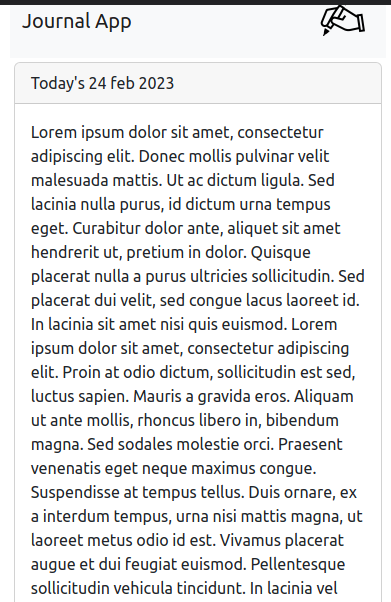 Journal App
Today's 24 feb 2023
Lorem ipsum dolor sit amet, consectetur
adipiscing elit. Donec mollis pulvinar velit
malesuada mattis. Ut ac dictum ligula. Sed
lacinia nulla purus, id dictum urna tempus
eget. Curabitur dolor ante, aliquet sit amet
hendrerit ut, pretium in dolor. Quisque
placerat nulla a purus ultricies sollicitudin. Sed
placerat dui velit, sed congue lacus laoreet id.
In lacinia sit amet nisi quis euismod. Lorem
ipsum dolor sit amet, consectetur adipiscing
elit. Proin at odio dictum, sollicitudin est sed,
luctus sapien. Mauris a gravida eros. Aliquam
ut ante mollis, rhoncus libero in, bibendum
magna. Sed sodales molestie orci. Praesent
venenatis eget neque maximus congue.
Suspendisse at tempus tellus. Duis ornare, ex
a interdum tempus, urna nisi mattis magna, ut
laoreet metus odio id est. Vivamus placerat
augue et dui feugiat euismod. Pellentesque
sollicitudin vehicula tincidunt. In lacinia vel